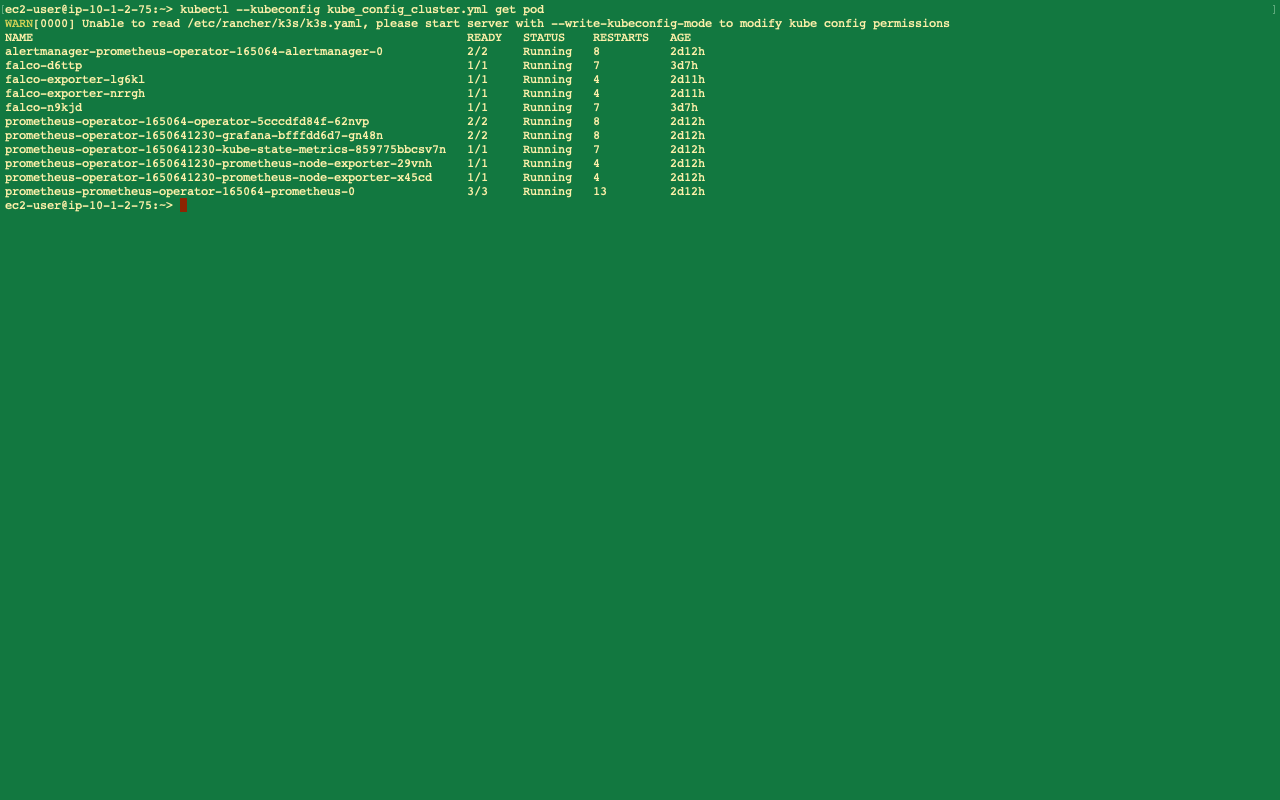 [ec2-user@ip-10-1-2-75:~> kubectl --kubeconfig kube_config_cluster.yml get pod ]
WARN[0000] Unable to read /etc/rancher/k3s/k3s.yaml, please start server with --write-kubeconfig-mode to modify kube config permissions
NAME READY STATUS RESTARTS AGE
alertmanager-prometheus-operator-165064-alertmanager-0 2/2 Running 8 2d12h
falco-d6ttp 1/1 Running 7 3d7h
falco-exporter-lg6kl 1/1 Running 4 2d11h
falco-exporter-nrrgh 1/1 Running 4 2d11h
falco-n9kjd 1/1 Running 7 3d7h
prometheus-operator-165064-operator-5cccdfd84f-62nvp 2/2 Running 8 2d12h
prometheus-operator-1650641230-grafana-bfffdd6d7-gn48n 2/2 Running 8 2d12h
prometheus-operator-1650641230-kube-state-metrics-859775bbcsv7n 1/1 Running 7 2d12h
prometheus-operator-1650641230-prometheus-node-exporter-29vnh 1/1 Running 4 2d12h
prometheus-operator-1650641230-prometheus-node-exporter-x45cd 1/1 Running 4 2d12h
prometheus-prometheus-operator-165064-prometheus-0 3/3 Running 13 2d12h
ec2-user@ip-10-1-2-75:~>